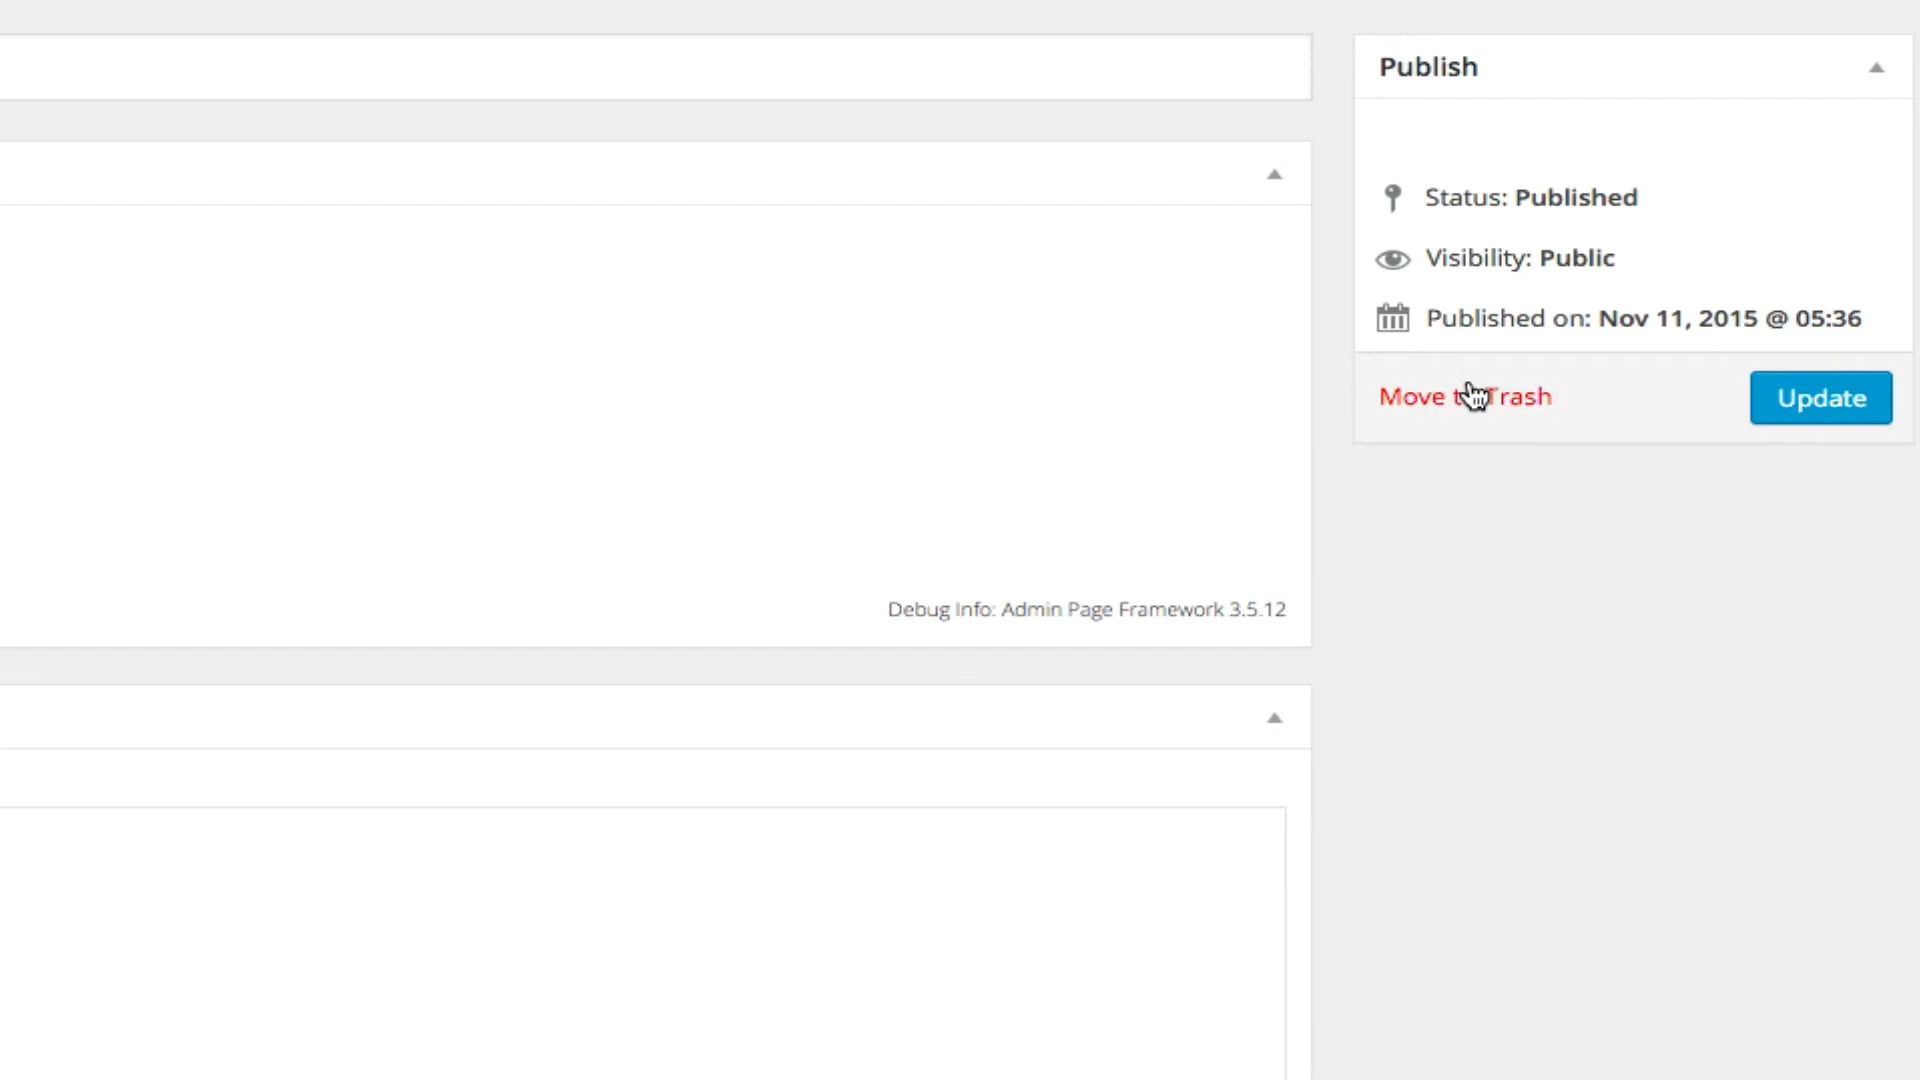 Publish
Status: Published
Visibility: Public
Published on: Nov 11, 2015 @ 05:36
Move to Trash
Update
Debug Info: Admin Page Framework 3.5.12